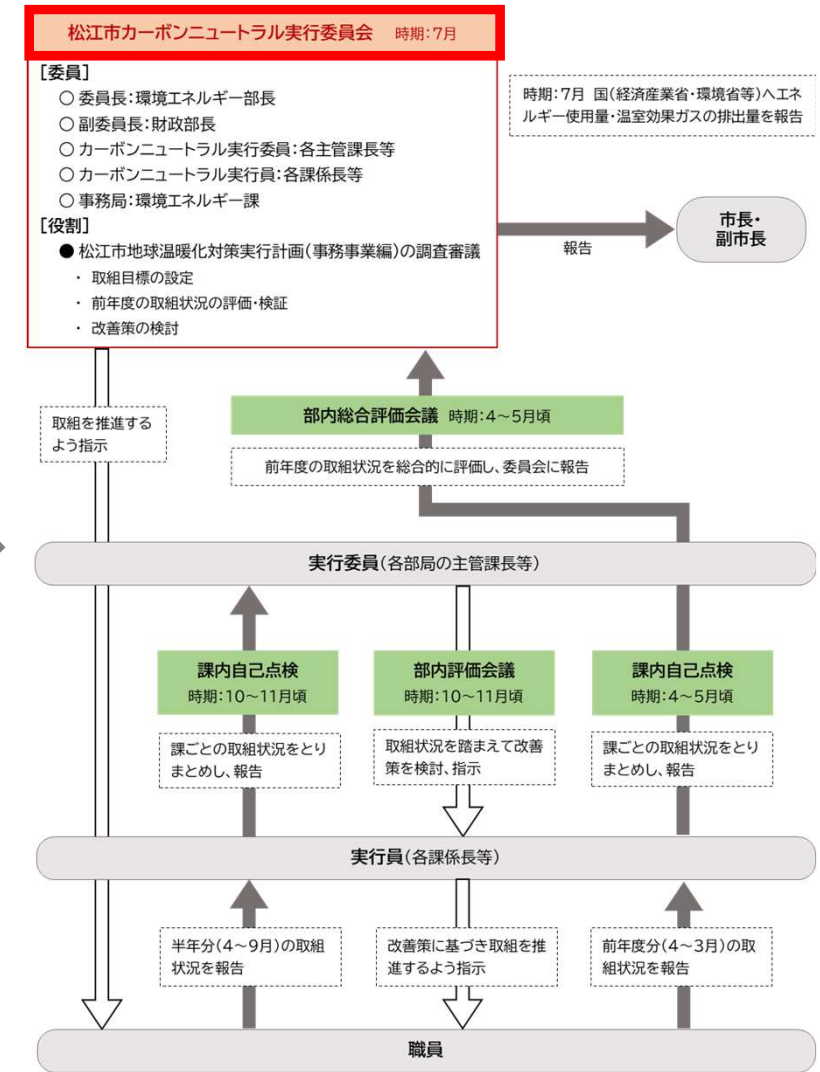 松江市カーボンニュートラル実行委員会 時期:7月
[委員]
○ 委員長:環境エネルギー部長
○ 副委員長:財政部長
○ カーボンニュートラル実行委員:各主管課長等
○ カーボンニュートラル実行員:各課係長等
○ 事務局:環境エネルギー課
[役割]
● 松江市地球温暖化対策実行計画(事務事業編)の調査審議
・ 取組目標の設定
・ 前年度の取組状況の評価・検証
・ 改善策の検討
時期:7月 国(経済産業省・環境省等)へエネ
ルギー使用量・温室効果ガスの排出量を報告
報告
市長・
副市長
取組を推進する
よう指示
部内総合評価会議 時期:4~5月頃
前年度の取組状況を総合的に評価し、委員会に報告
実行委員(各部局の主管課長等)
課内自己点検
時期:10~11月頃
課ごとの取組状況をとり
まとめし、報告
部内評価会議
時期:10~11月頃
取組状況を踏まえて改善
策を検討、指示
課内自己点検
時期:4~5月頃
課ごとの取組状況をとり
まとめし、報告
実行員(各課係長等)
半年分(4~9月)の取組
状況を報告
改善策に基づき取組を推
進するよう指示
前年度分(4~3月)の取
組状況を報告
職員